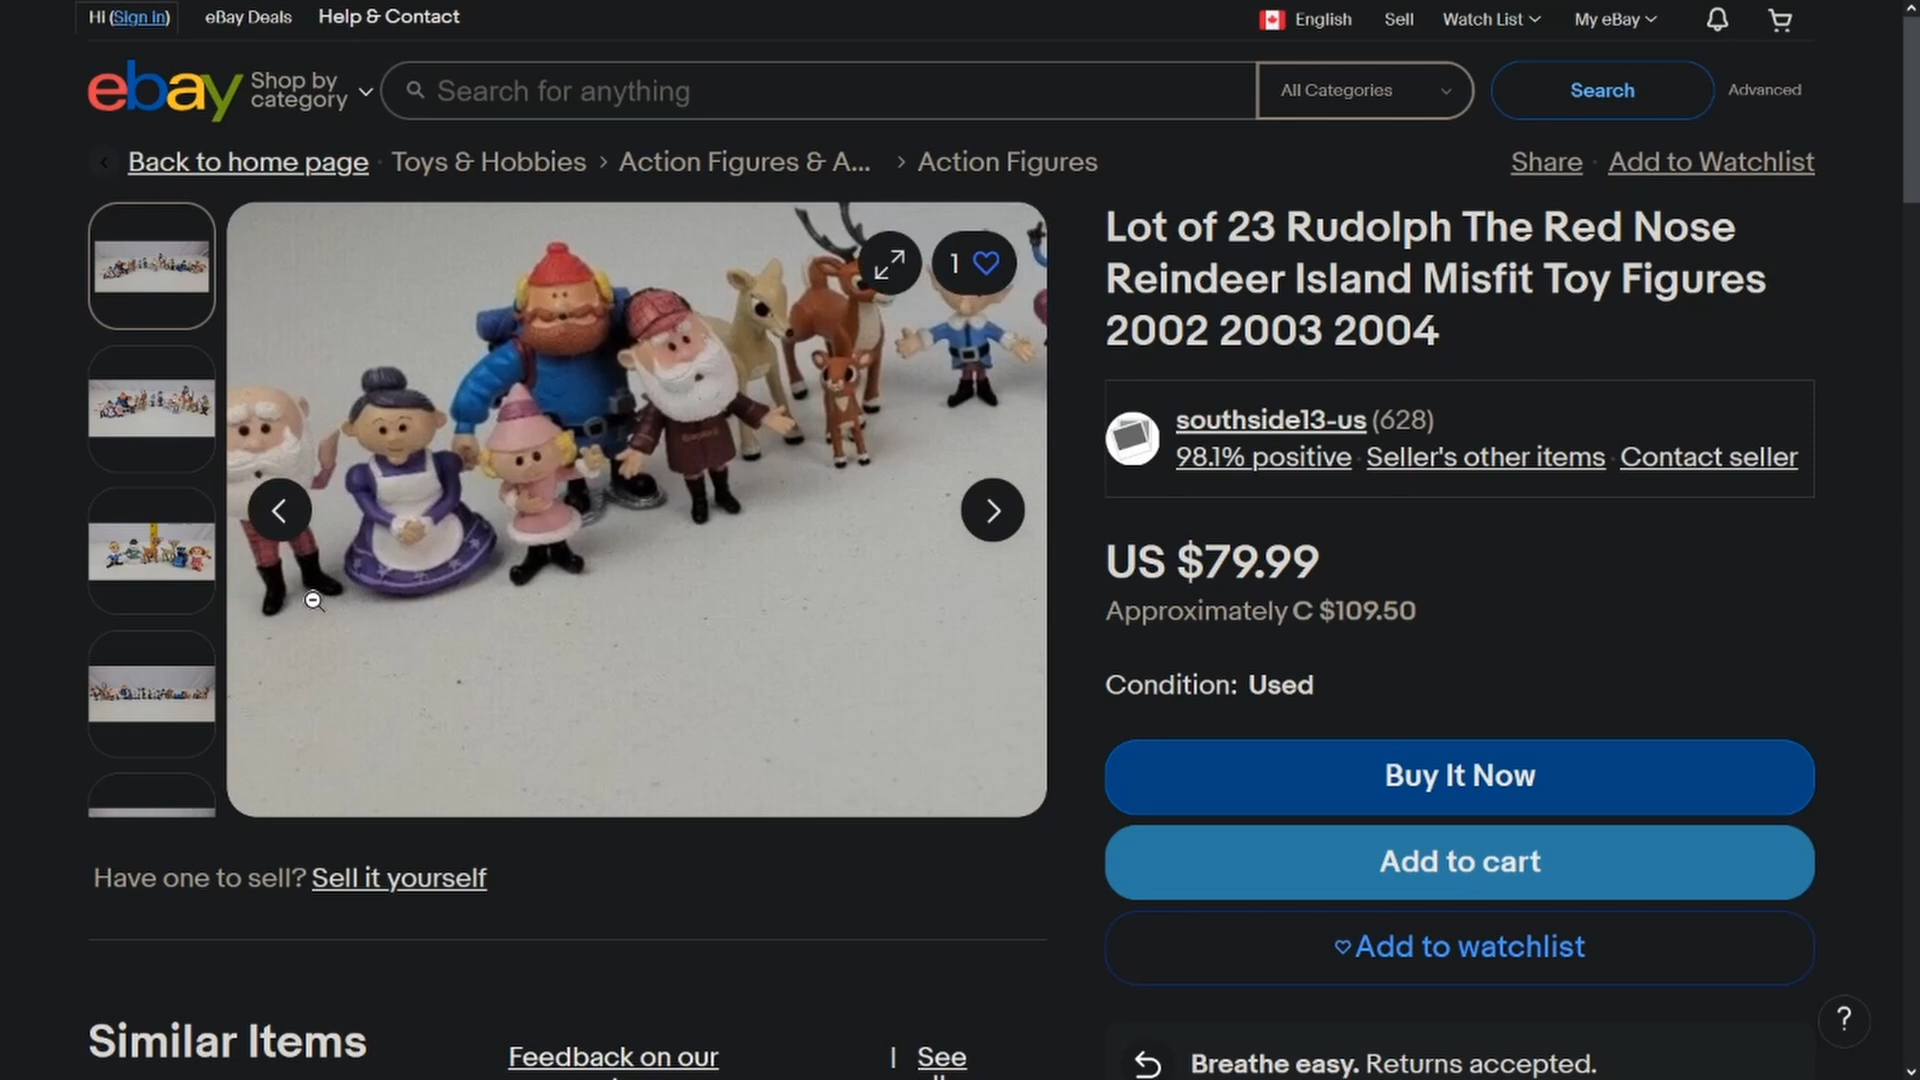 Hi (Sign in)
eBay Deals
Help & Contact
English
Sell
Watch List
My eBay
ebay
Shop by
category
Search for anything
All Categories
Search
Advanced
Back to home page
Toys & Hobbies
Action Figures & A...
Action Figures
Share
Add to Watchlist
1
Lot of 23 Rudolph The Red Nose
Reindeer Island Misfit Toy Figures
2002 2003 2004
southside13-us (628)
98.1% positive
Seller's other items
Contact seller
US $79.99
Approximately C $109.50
Condition: Used
Buy It Now
Add to cart
Add to watchlist
Have one to sell? Sell it yourself
Similar Items
Feedback on our
| See
Breathe easy. Returns accepted.
?